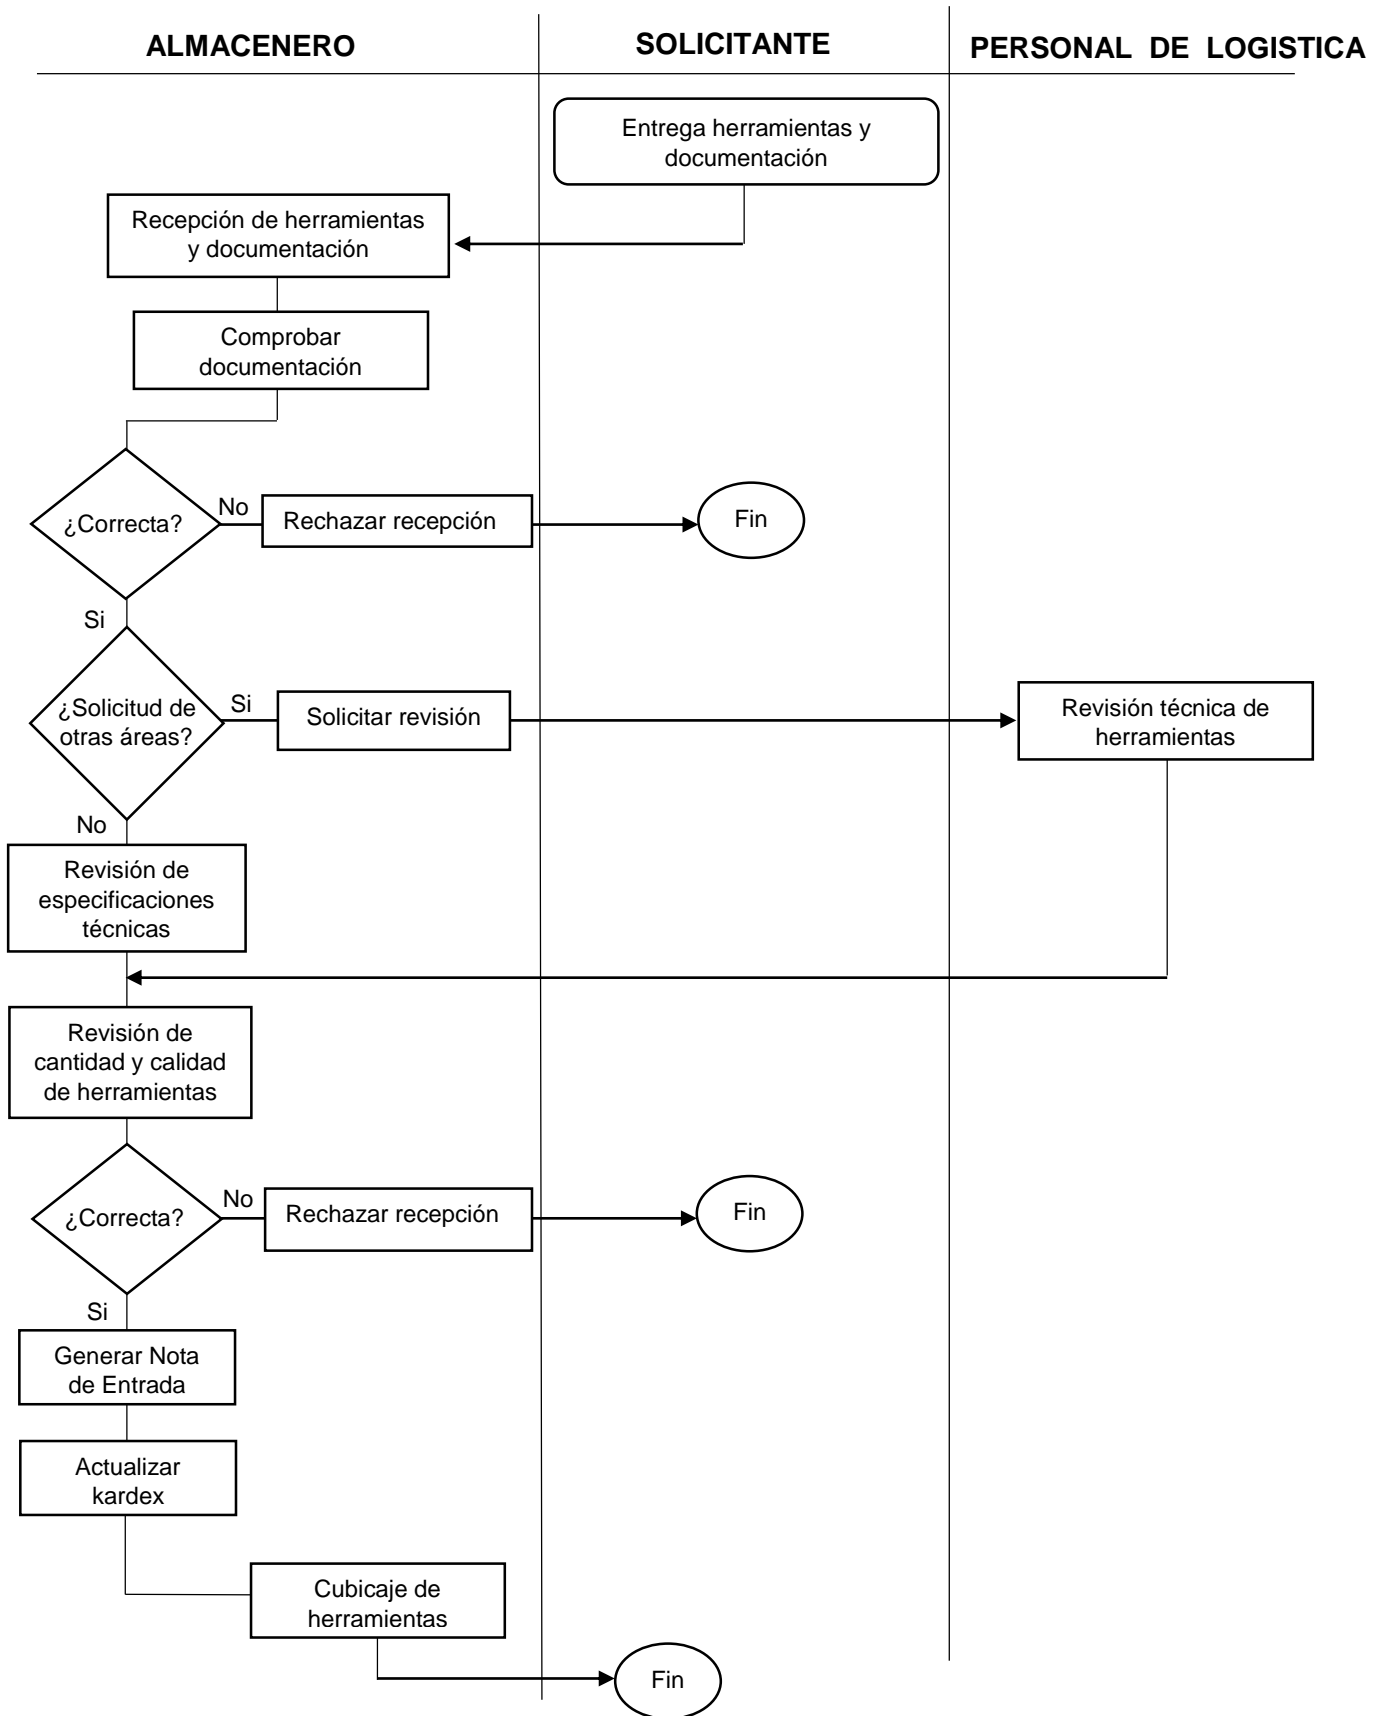 ALMACENERO
SOLICITANTE
PERSONAL DE LOGISTICA
Entrega herramientas y
documentación
Recepción de herramientas
y documentación
Comprobar
documentación
¿Correcta?
No
Rechazar recepción
Fin
Si
¿Solicitud de
otras áreas?
Si
Solicitar revisión
Revisión técnica de
herramientas
No
Revisión de
especificaciones
técnicas
Revisión de
cantidad y calidad
de herramientas
¿Correcta?
No
Rechazar recepción
Fin
Si
Generar Nota
de Entrada
Actualizar
kardex
Cubicaje de
herramientas
Fin